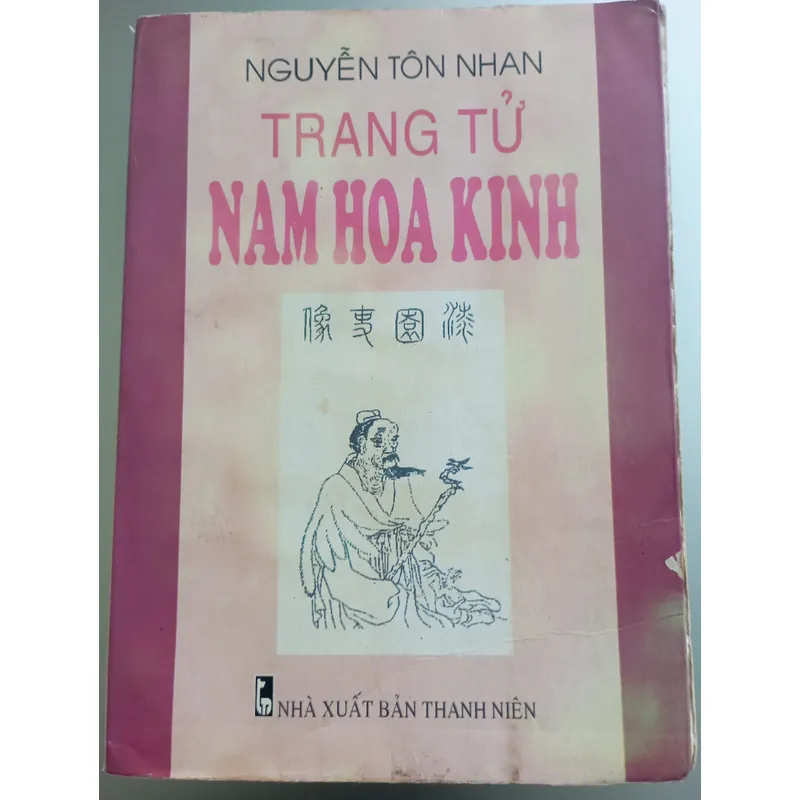 NGUYỄN TÔN NHAN
TRANG TỬ
NAM HOA KINH
漆園吏像
NHÀ XUẤT BẢN THANH NIÊN